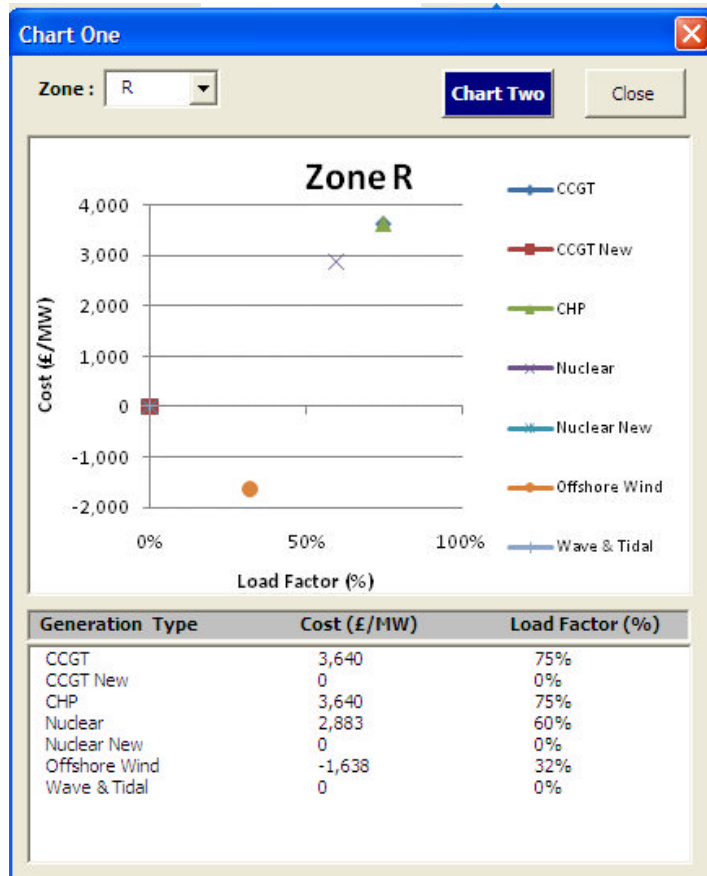 Chart One
Zone : R Chart Two Close
Zone R
4,000
3,000
2,000
1,000
0
-1,000
-2,000
Cost (£/MW)
0% 50% 100%
Load Factor (%)
CCGT
CCGT New
CHP
Nuclear
Nuclear New
Offshore Wind
Wave & Tidal
Generation Type Cost (£/MW) Load Factor (%)
CCGT 3,640 75%
CCGT New 0 0%
CHP 3,640 75%
Nuclear 2,883 60%
Nuclear New 0 0%
Offshore Wind -1,638 32%
Wave & Tidal 0 0%